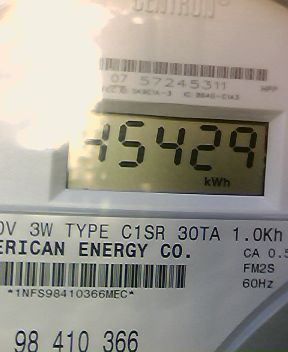 CENTRON
07 57245311
45429
kWh
0V 3W TYPE C1SR 30TA 1.0Kh
ERICAN ENERGY CO.
CA 0.5
*1NFS98410366MEC*
FM2S
60Hz
98 410 366